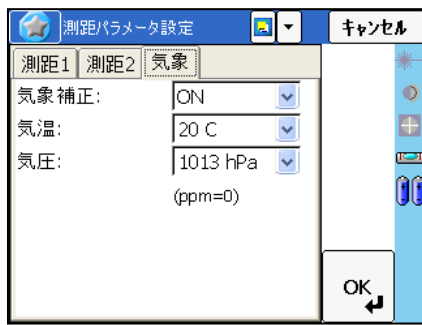 測距パラメータ設定
キャンセル
測距1 測距2 気象
気象補正: ON
気温: 20 C
気圧: 1013 hPa
(ppm=0)
OK